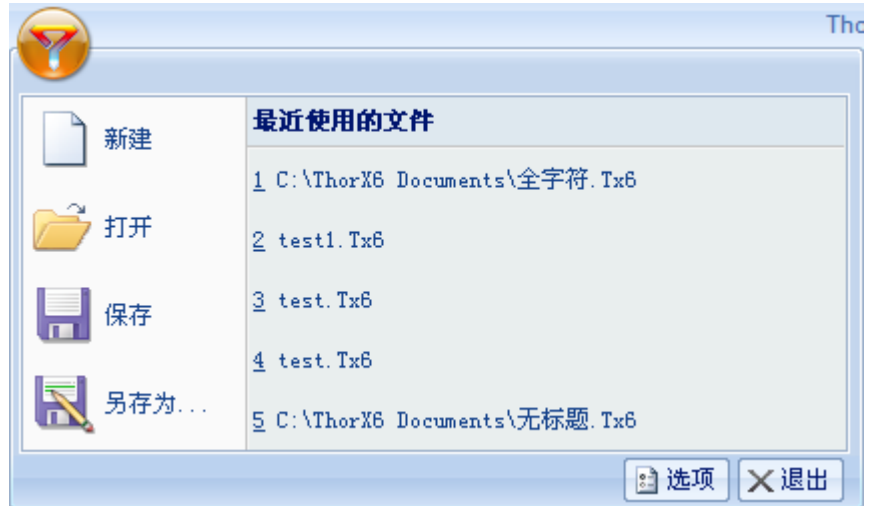 Tho
新建
打开
保存
另存为...
最近使用的文件
1 C:\ThorX6 Documents\全字符.Tx6
2 test1.Tx6
3 test.Tx6
4 test.Tx6
5 C:\ThorX6 Documents\无标题.Tx6
选项
退出